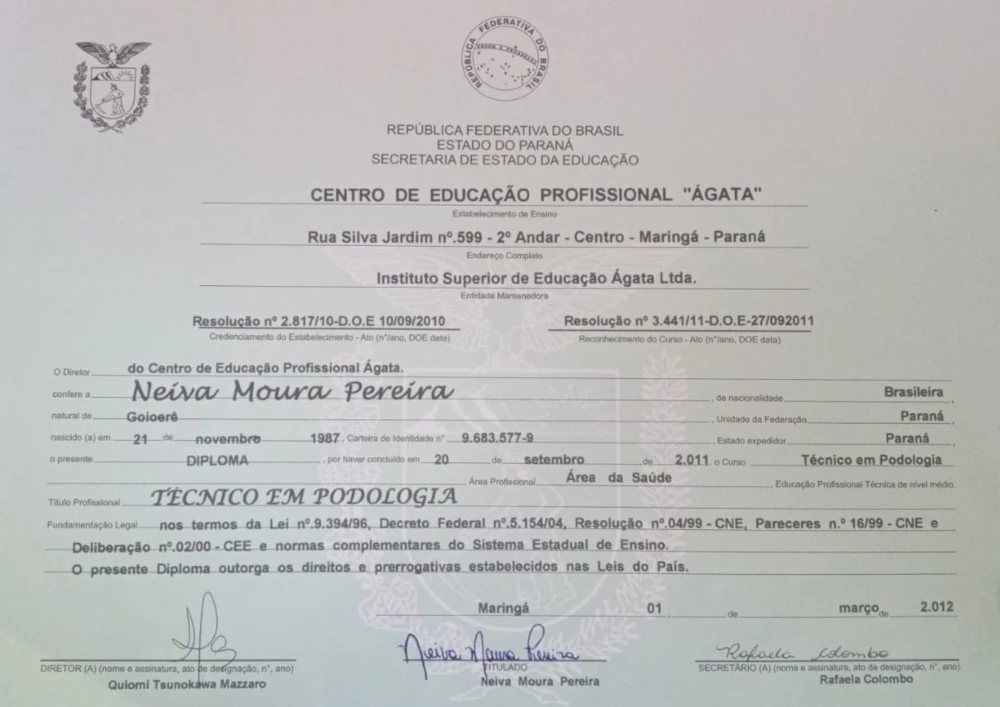 REPÚBLICA FEDERATIVA DO BRASIL
REPÚBLICA FEDERATIVA DO BRASIL
ESTADO DO PARANÁ
SECRETARIA DE ESTADO DA EDUCAÇÃO
CENTRO DE EDUCAÇÃO PROFISSIONAL "ÁGATA"
Estabelecimento de Ensino
Rua Silva Jardim nº.599 - 2º Andar - Centro - Maringá - Paraná
Endereço Completo
Instituto Superior de Educação Ágata Ltda.
Entidade Mantenedora
Resolução nº 2.817/10-D.O.E 10/09/2010 Resolução nº 3.441/11-D.O.E-27/092011
Credenciamento do Estabelecimento - Ato (nº/ano, DOE data) Reconhecimento do Curso - Ato (nº/ano, DOE data)
O Diretor do Centro de Educação Profissional Ágata.
confere a Neiva Moura Pereira , de nacionalidade Brasileira ,
natural de Goioerê , Unidade da Federação Paraná ,
nascido (a) em 21 de novembro 1987 , Carteira de Identidade nº 9.683.577-9 , Estado expedidor Paraná ,
o presente DIPLOMA , por haver concluído em 20 de setembro de 2.011 o Curso Técnico em Podologia
, Área Profissional Área da Saúde , Educação Profissional Técnica de nível médio.
Título Profissional TÉCNICO EM PODOLOGIA
Fundamentação Legal nos termos da Lei nº.9.394/96, Decreto Federal nº.5.154/04, Resolução nº.04/99 - CNE, Pareceres n.º 16/99 - CNE e
Deliberação nº.02/00 - CEE e normas complementares do Sistema Estadual de Ensino.
O presente Diploma outorga os direitos e prerrogativas estabelecidos nas Leis do País.
Maringá 01 de março de 2.012
Neiva Moura Pereira Rafaela Colombo
DIRETOR (A) (nome e assinatura, ato de designação, nº, ano) TITULADO SECRETÁRIO (A) (nome e assinatura, ato de designação, nº, ano)
Quiomi Tsunokawa Mazzaro Neiva Moura Pereira Rafaela Colombo